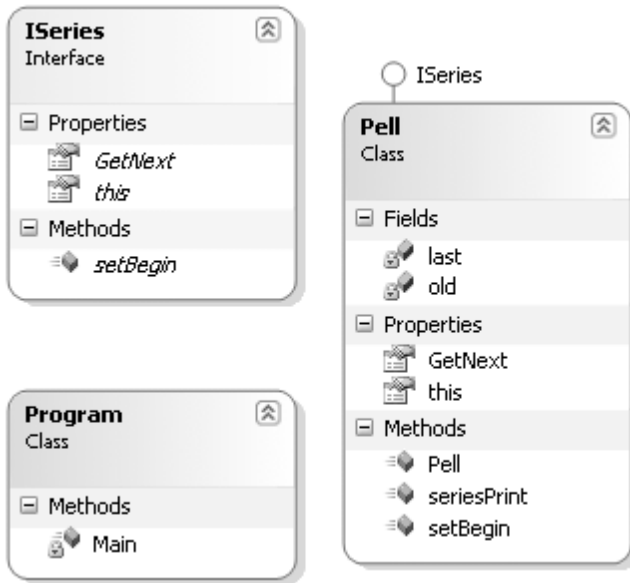 ISeries
Interface
Properties
GetNext
this
Methods
setBegin
Program
Class
Methods
Main
ISeries
Pell
Class
Fields
last
old
Properties
GetNext
this
Methods
Pell
seriesPrint
setBegin